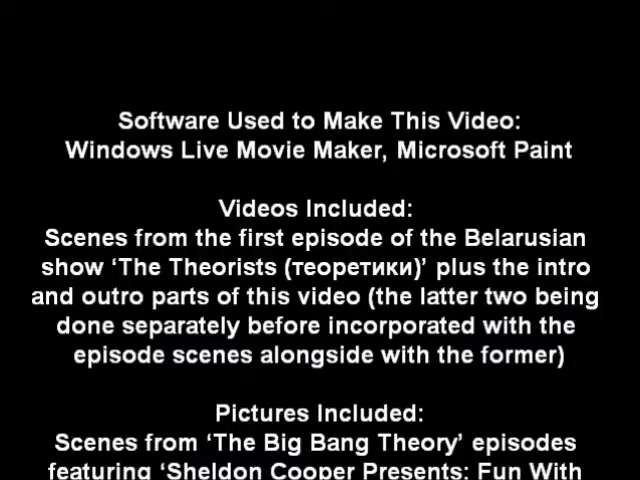 Software Used to Make This Video:
Windows Live Movie Maker, Microsoft Paint
Videos Included:
Scenes from the first episode of the Belarusian
show ‘The Theorists (теоретики)’ plus the intro
and outro parts of this video (the latter two being
done separately before incorporated with the
episode scenes alongside with the former)
Pictures Included:
Scenes from ‘The Big Bang Theory’ episodes
featuring ‘Sheldon Cooper Presents: Fun With